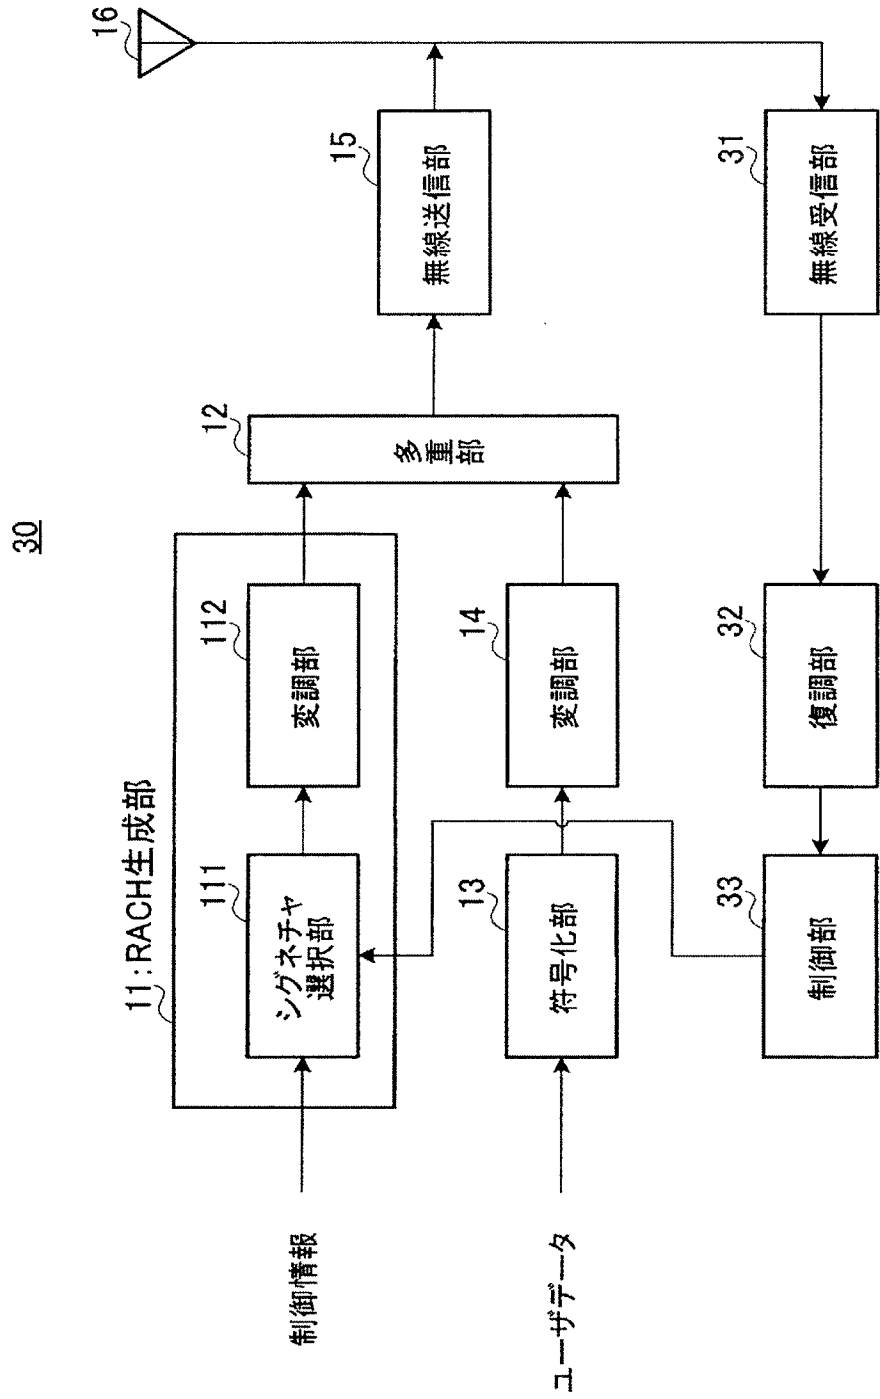 30
16
11:RACH生成部
111
シグネチャ
選択部
112
変調部
12
多重部
15
無線送信部
制御情報
13
符号化部
14
変調部
ユーザデータ
33
制御部
32
復調部
31
無線受信部